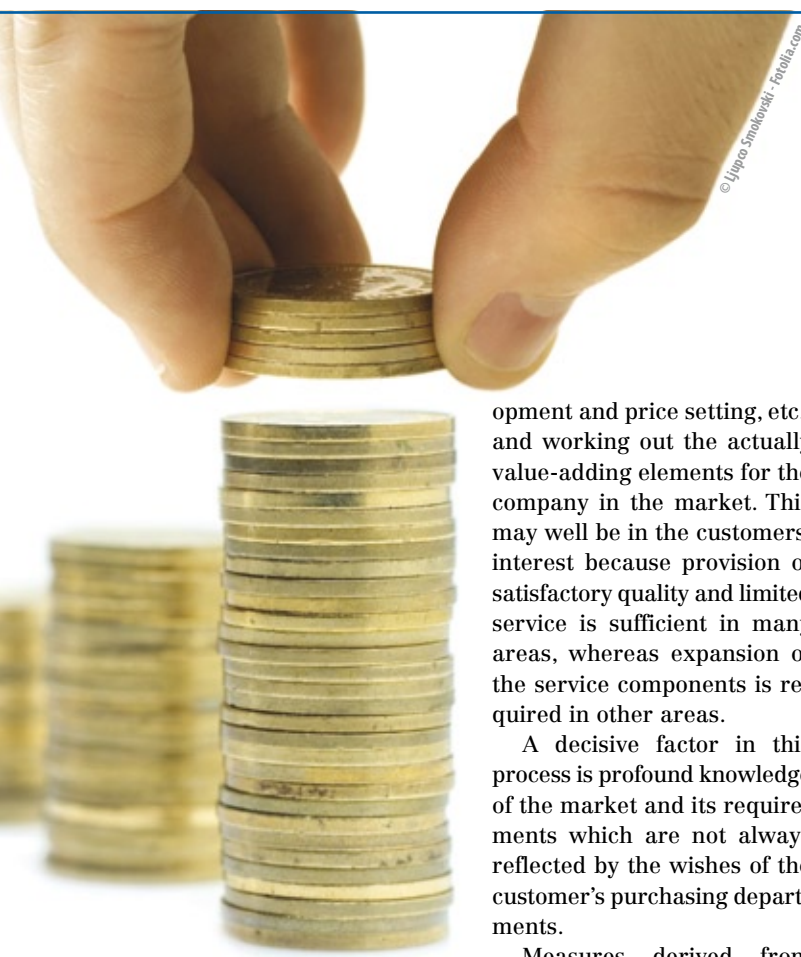 © Ljupco Smokovski - Fotolia.com
opment and price setting, etc.
and working out the actually
value-adding elements for the
company in the market. This
may well be in the customers
interest because provision o
satisfactory quality and limited
service is sufficient in many
areas, whereas expansion o
the service components is re
quired in other areas.
A decisive factor in this
process is profound knowledge
of the market and its require
ments which are not always
reflected by the wishes of the
customer’s purchasing depart
ments.
Measures derived from